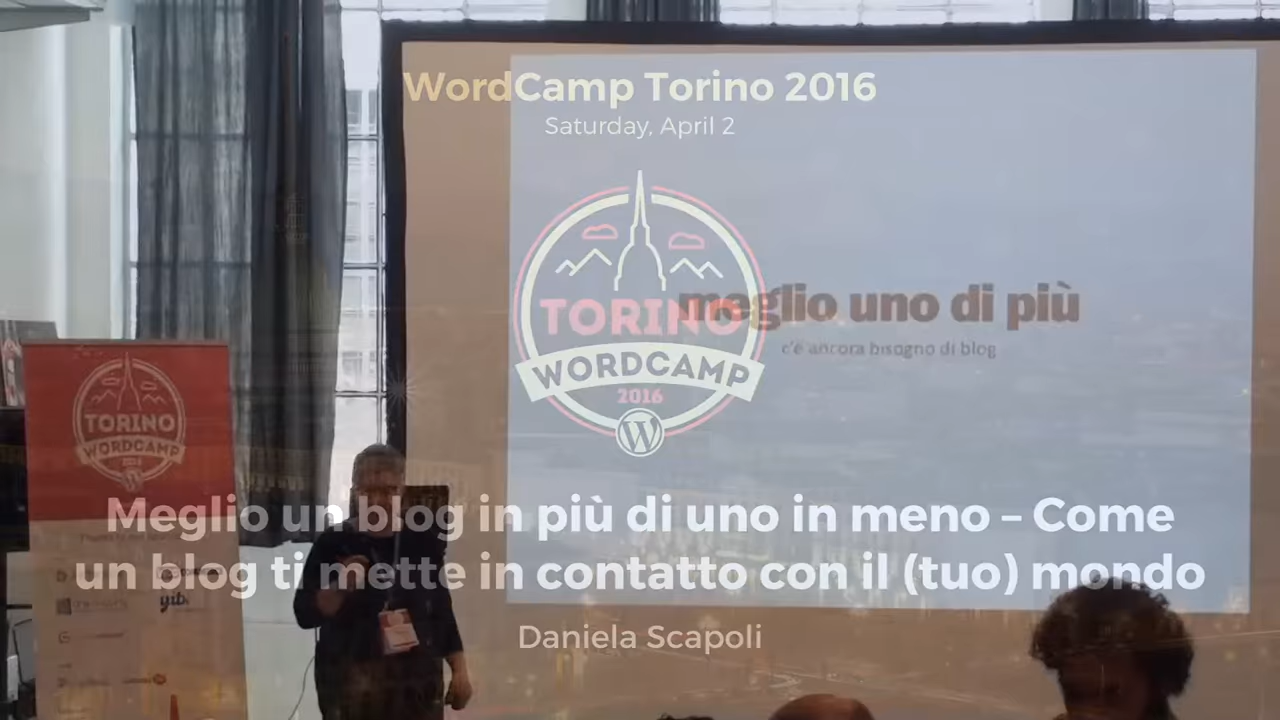 WordCamp Torino 2016
Saturday, April 2
TORINO
WORDCAMP
2016
W
meglio uno di più
c'è ancora bisogno di blog
TORINO
WORDCAMP
2016
W
Meglio un blog in più di uno in meno – Come
un blog ti mette in contatto con il (tuo) mondo
Daniela Scapoli